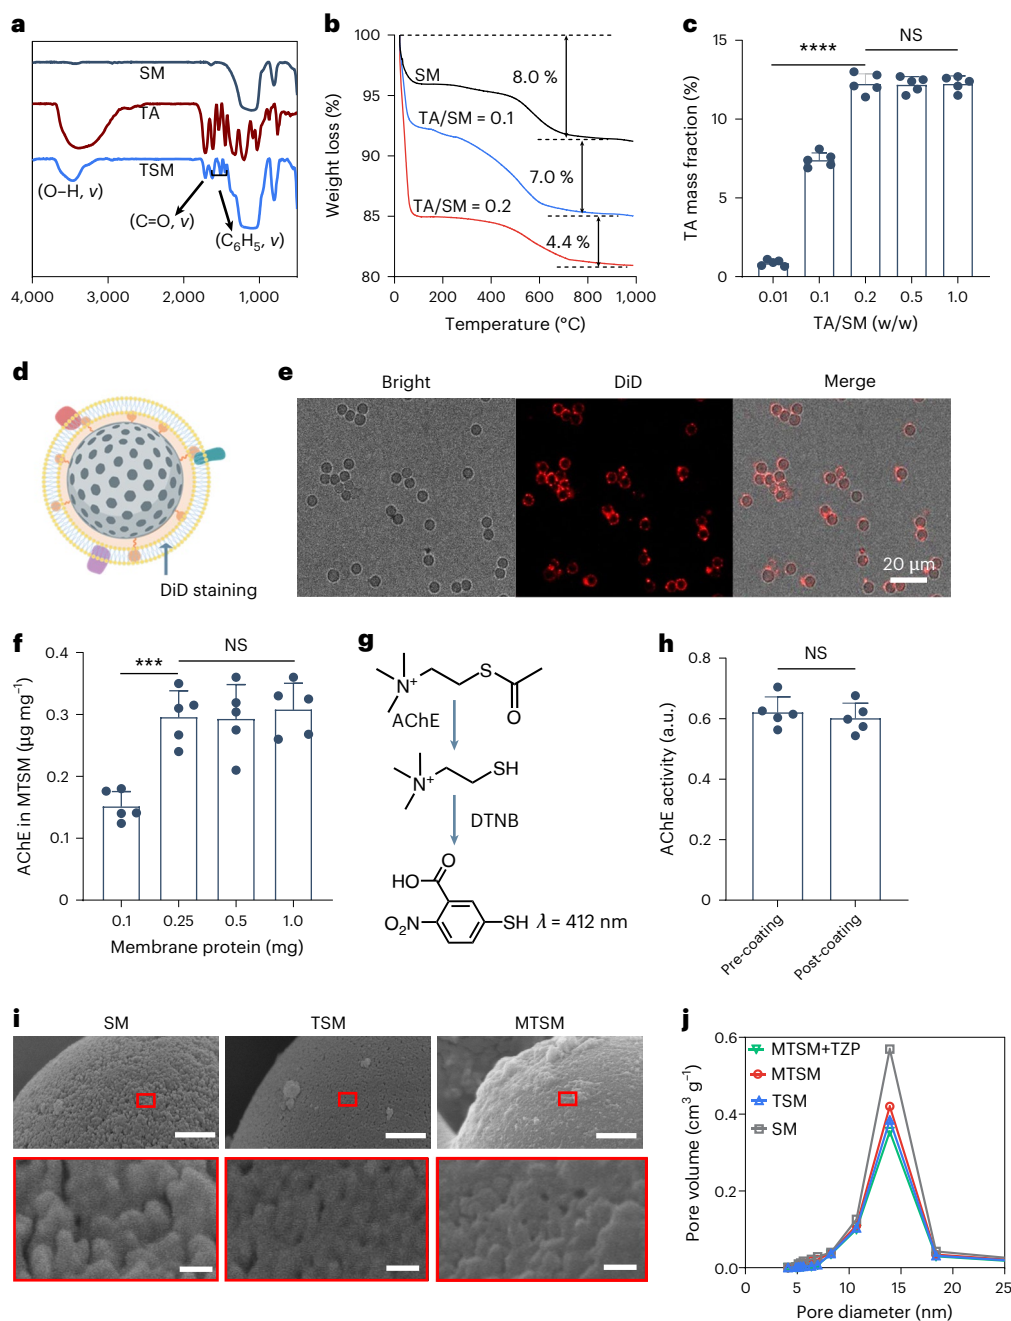 a
SM
TA
TSM
(O–H, v)
(C=O, v)
(C6H5, v)
4,000 3,000 2,000 1,000
b
Weight loss (%)
100
95
90
85
80
SM
8.0 %
TA/SM = 0.1
7.0 %
TA/SM = 0.2
4.4 %
0 200 400 600 800 1,000
Temperature (°C)
c
TA mass fraction (%)
15
10
5
0
****
NS
0.01 0.1 0.2 0.5 1.0
TA/SM (w/w)
d
DiD staining
e
Bright DiD Merge
20 µm
f
AChE in MTSM (µg mg−1)
0.4
0.3
0.2
0.1
0
***
NS
0.1 0.25 0.5 1.0
Membrane protein (mg)
g
N+
S
O
AChE
N+
SH
DTNB
O
HO
O2N
SH λ = 412 nm
h
AChE activity (a.u.)
0.8
0.6
0.4
0.2
0
NS
Pre-coating
Post-coating
i
SM TSM MTSM
j
Pore volume (cm3 g−1)
0.6
0.4
0.2
0.0
MTSM+TZP
MTSM
TSM
SM
0 5 10 15 20 25
Pore diameter (nm)